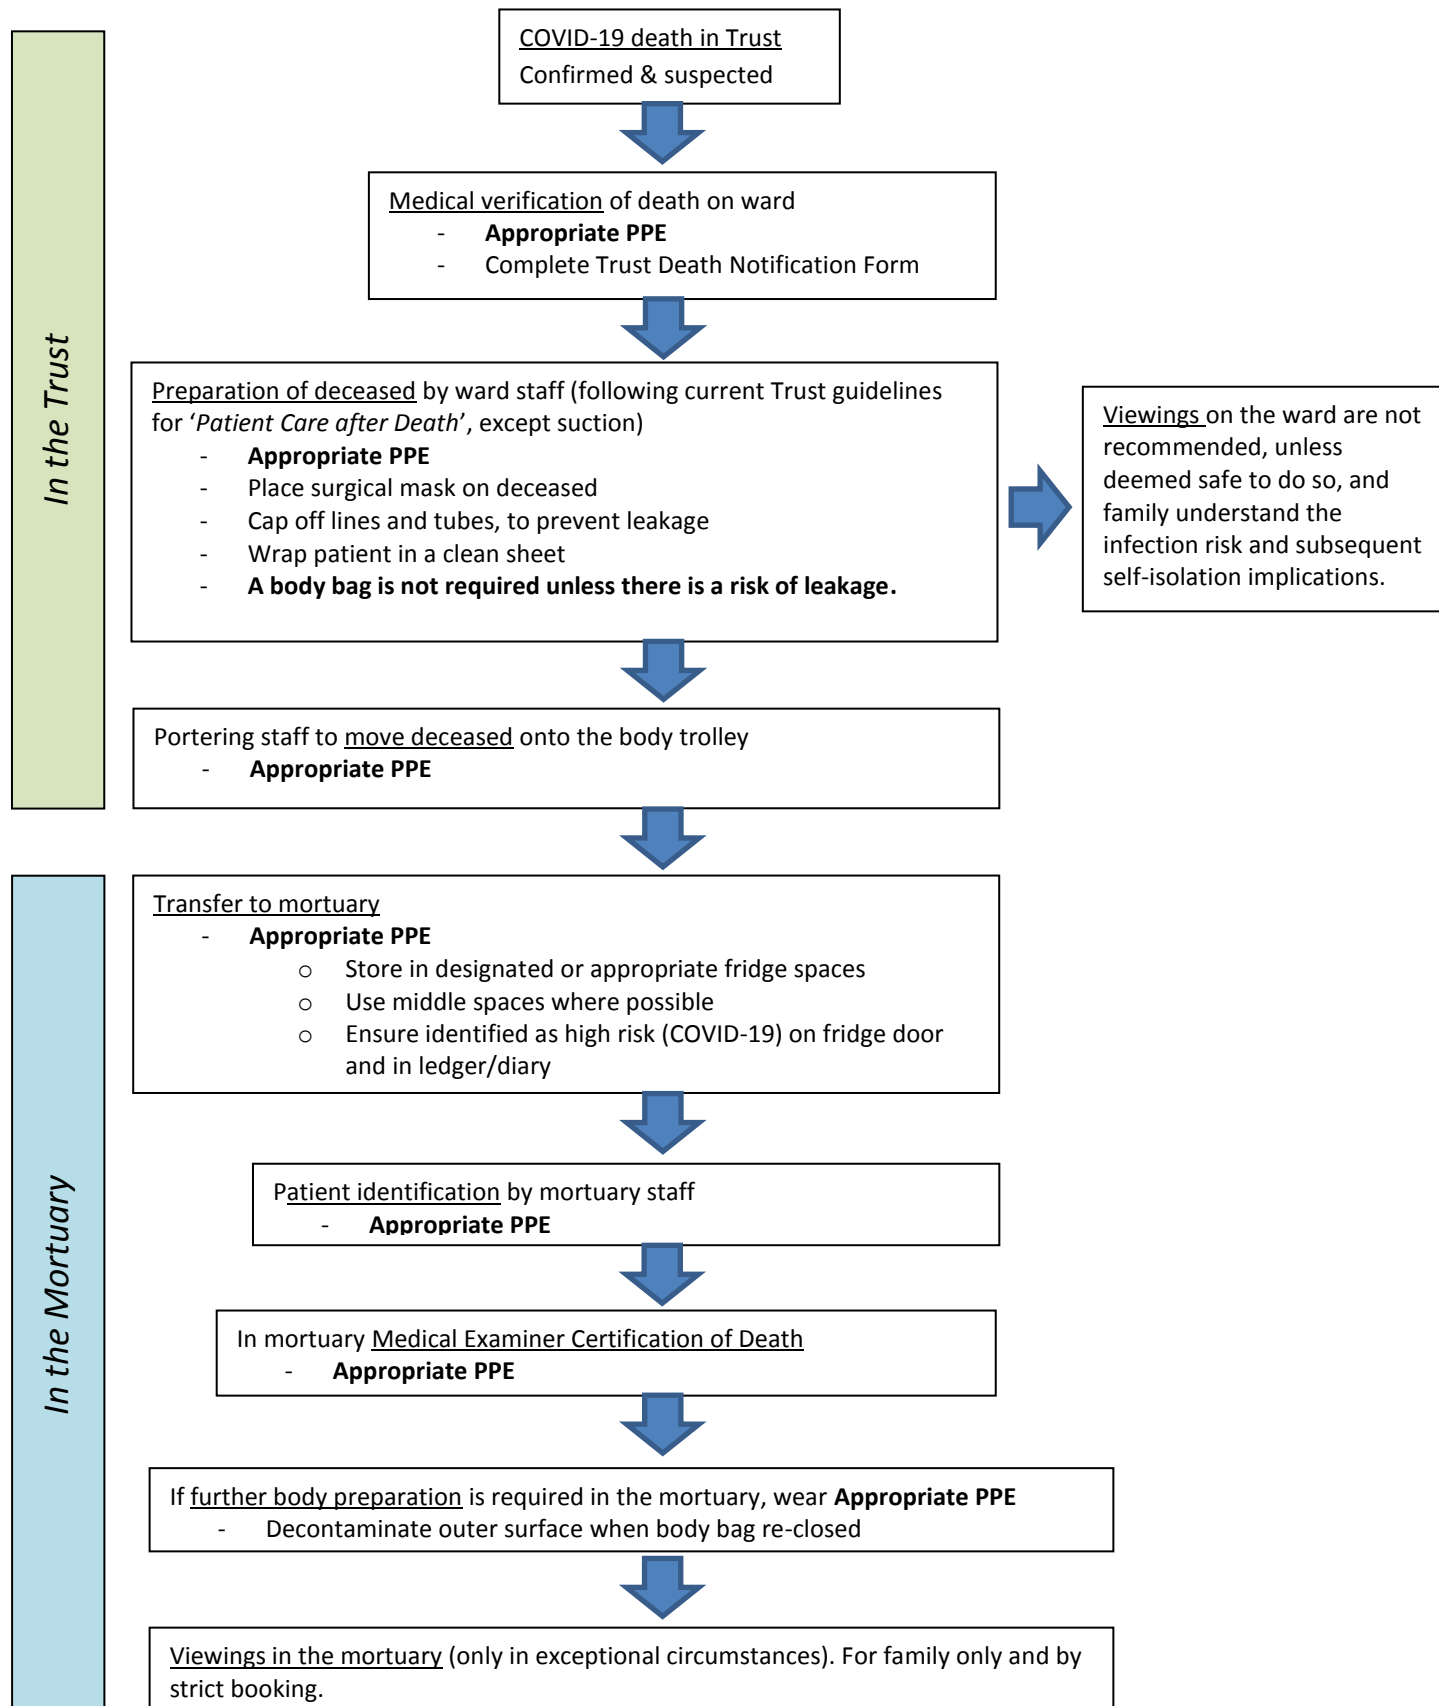 In the Trust
COVID-19 death in Trust
Confirmed & suspected
Medical verification of death on ward
- Appropriate PPE
- Complete Trust Death Notification Form
Preparation of deceased by ward staff (following current Trust guidelines
for ‘Patient Care after Death’, except suction)
- Appropriate PPE
- Place surgical mask on deceased
- Cap off lines and tubes, to prevent leakage
- Wrap patient in a clean sheet
- A body bag is not required unless there is a risk of leakage.
Viewings on the ward are not
recommended, unless
deemed safe to do so, and
family understand the
infection risk and subsequent
self-isolation implications.
Portering staff to move deceased onto the body trolley
- Appropriate PPE
In the Mortuary
Transfer to mortuary
- Appropriate PPE
o Store in designated or appropriate fridge spaces
o Use middle spaces where possible
o Ensure identified as high risk (COVID-19) on fridge door
and in ledger/diary
Patient identification by mortuary staff
- Appropriate PPE
In mortuary Medical Examiner Certification of Death
- Appropriate PPE
If further body preparation is required in the mortuary, wear Appropriate PPE
- Decontaminate outer surface when body bag re-closed
Viewings in the mortuary (only in exceptional circumstances). For family only and by
strict booking.